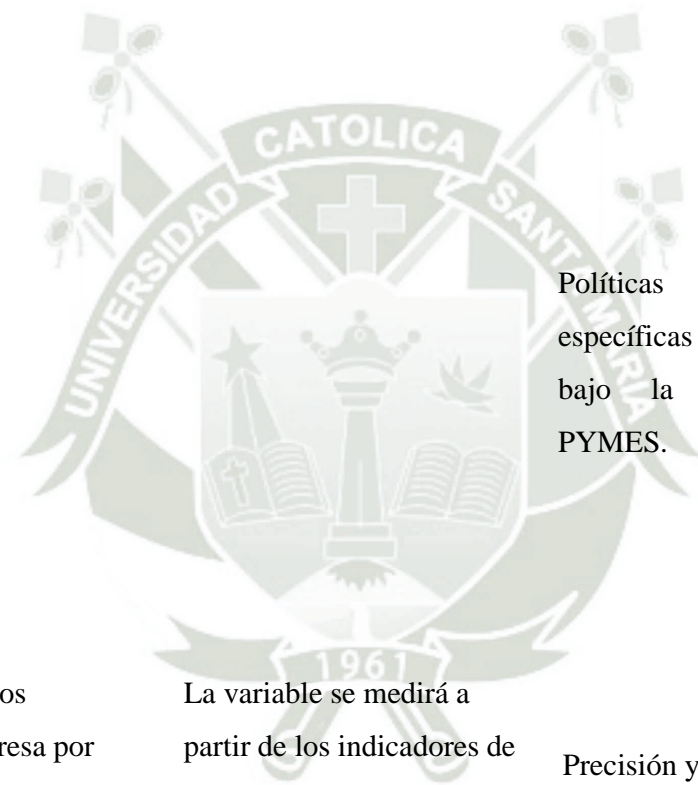 UNIVERSIDAD CATOLICA SANTA MARIA
Políticas
específicas
bajo la
PYMES.
1961
os
resa por
La variable se medirá a
partir de los indicadores de
Precisión y